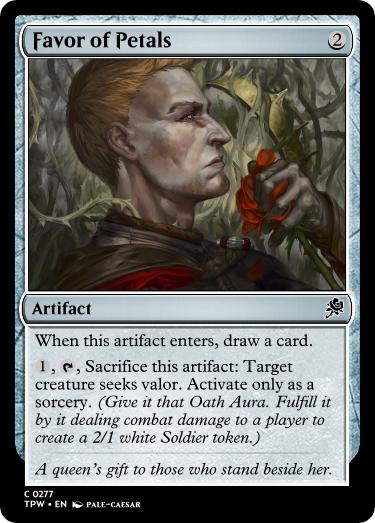 Favor of Petals 2
Artifact
When this artifact enters, draw a card.
1, , Sacrifice this artifact: Target
creature seeks valor. Activate only as a
sorcery. (Give it that Oath Aura. Fulfill it
by it dealing combat damage to a player to
create a 2/1 white Soldier token.)
A queen's gift to those who stand beside her.
C 0277
TPW • EN PALE-CAESAR